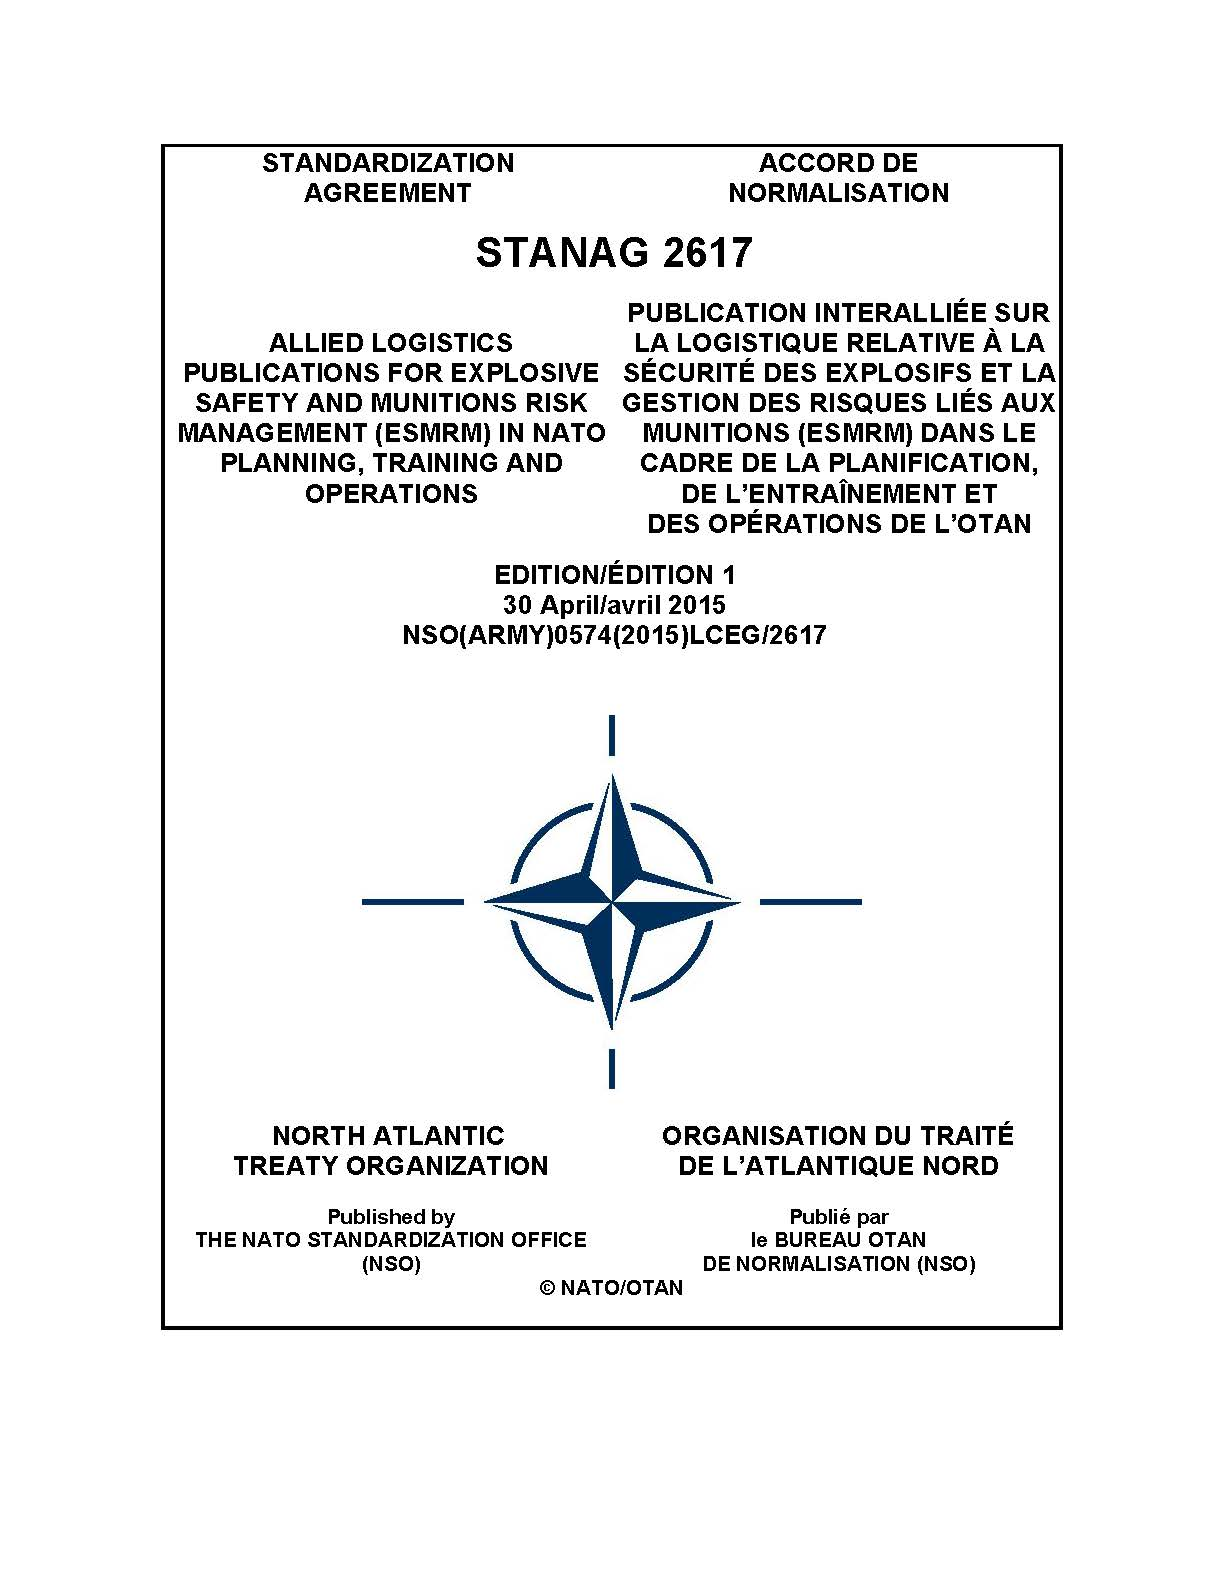 STANDARDIZATION
AGREEMENT
ACCORD DE
NORMALISATION
STANAG 2617
ALLIED LOGISTICS
PUBLICATIONS FOR EXPLOSIVE
SAFETY AND MUNITIONS RISK
MANAGEMENT (ESMRM) IN NATO
PLANNING, TRAINING AND
OPERATIONS
PUBLICATION INTERALLIÉE SUR
LA LOGISTIQUE RELATIVE À LA
SÉCURITÉ DES EXPLOSIFS ET LA
GESTION DES RISQUES LIÉS AUX
MUNITIONS (ESMRM) DANS LE
CADRE DE LA PLANIFICATION,
DE L’ENTRAÎNEMENT ET
DES OPÉRATIONS DE L’OTAN
EDITION/ÉDITION 1
30 April/avril 2015
NSO(ARMY)0574(2015)LCEG/2617
NORTH ATLANTIC
TREATY ORGANIZATION
ORGANISATION DU TRAITÉ
DE L’ATLANTIQUE NORD
Published by
THE NATO STANDARDIZATION OFFICE
(NSO)
Publié par
le BUREAU OTAN
DE NORMALISATION (NSO)
© NATO/OTAN